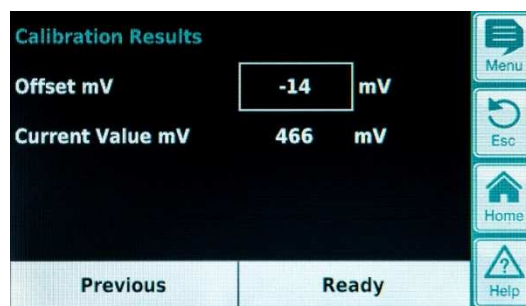 Calibration Results
Menu
Offset mV -14 mV
Esc
Current Value mV 466 mV
Home
Previous Ready
Help